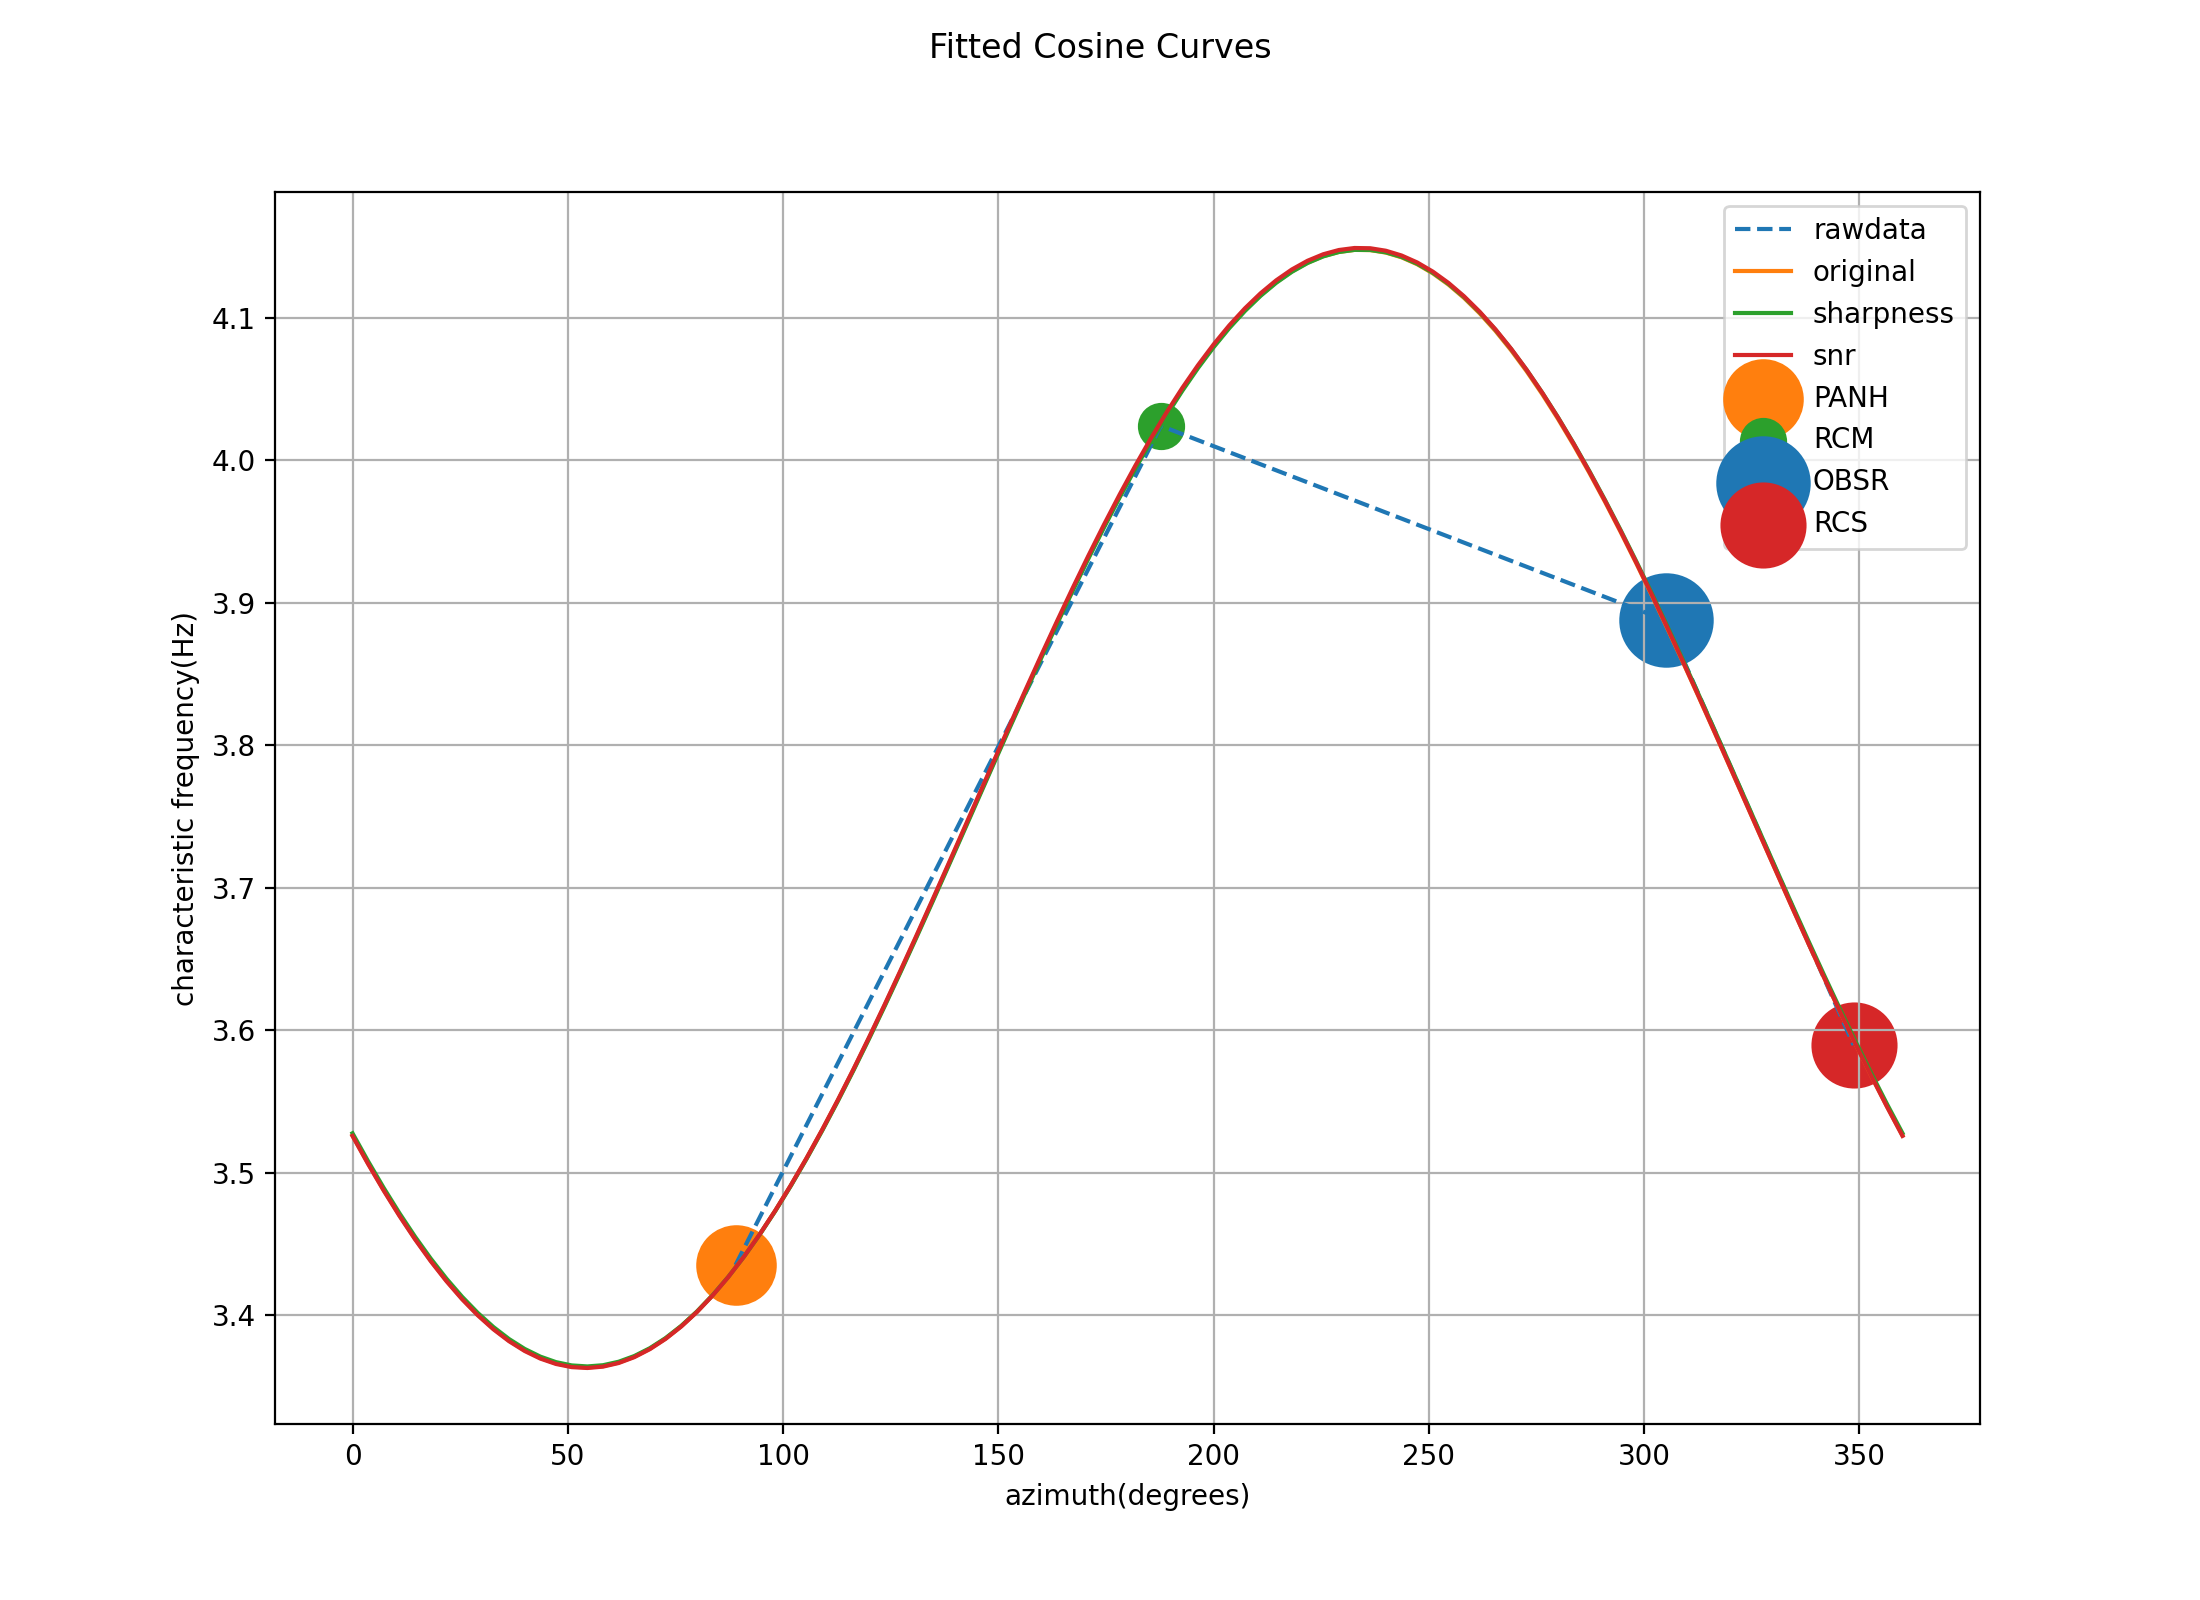 Fitted Cosine Curves
rawdata
original
sharpness
snr
PANH
RCM
OBSR
RCS
characteristic frequency(Hz)
4.1
4.0
3.9
3.8
3.7
3.6
3.5
3.4
0 50 100 150 200 250 300 350
azimuth(degrees)